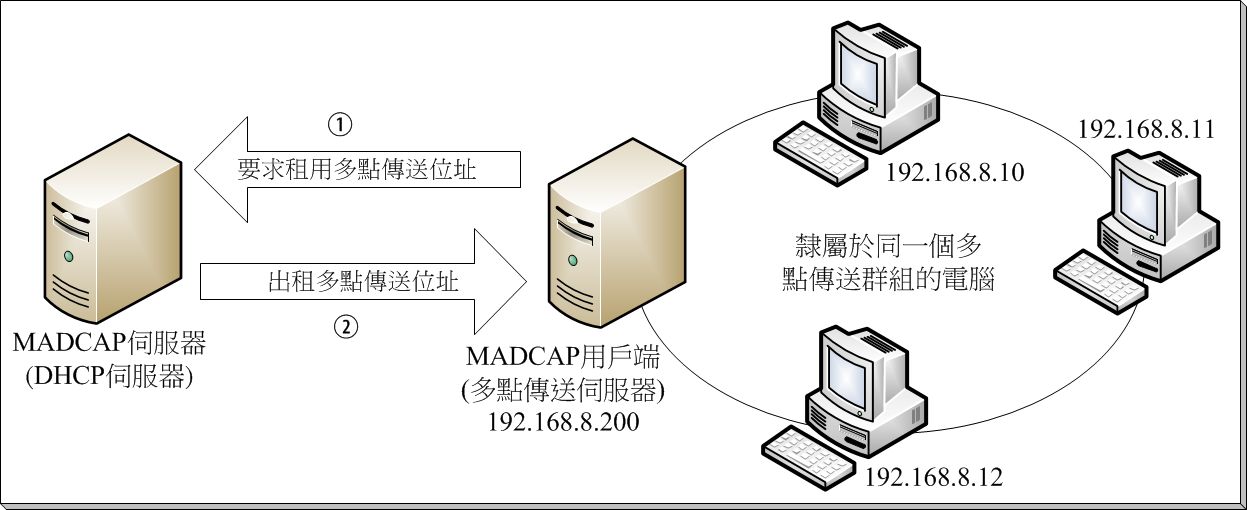 ①
要求租用多點傳送位址
出租多點傳送位址
②
MADCAP伺服器
(DHCP伺服器)
MADCAP用戶端
(多點傳送伺服器)
192.168.8.200
192.168.8.10
192.168.8.11
隸屬於同一個多
點傳送群組的電腦
192.168.8.12